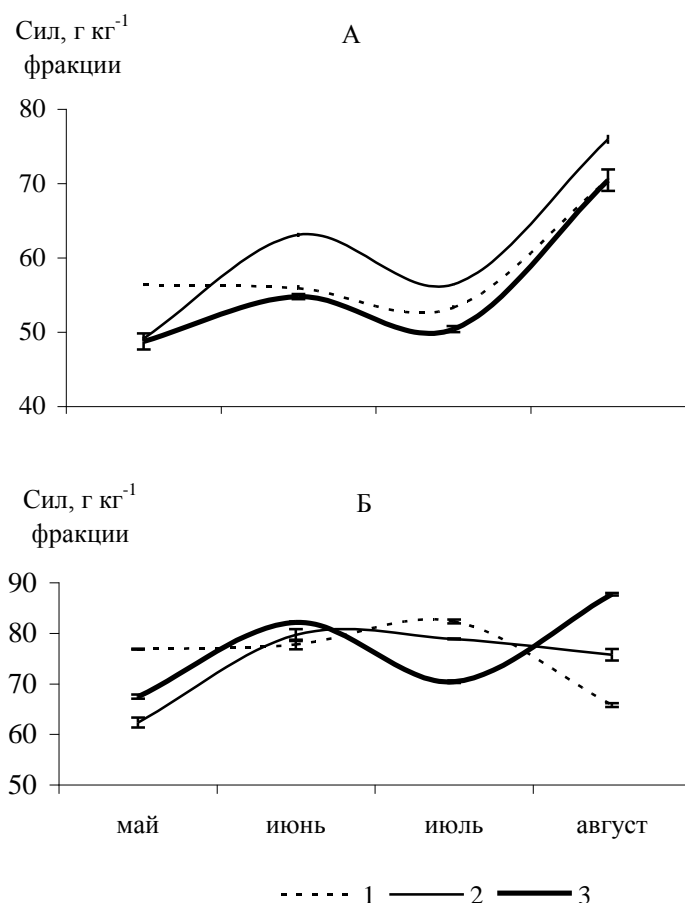 Сил, г кг-1
фракции
А
80
70
60
50
40
Сил, г кг-1
фракции
Б
90
80
70
60
50
май июнь июль август
1 2 3